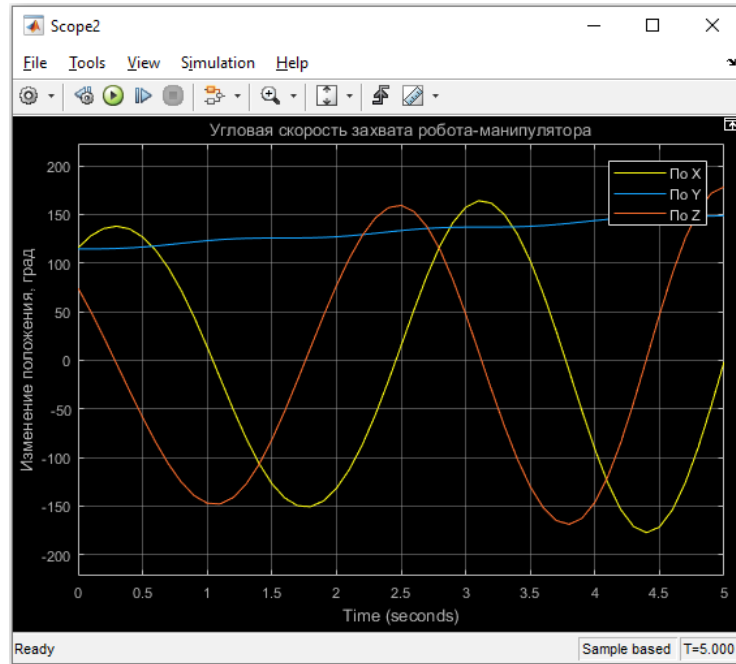 Scope2
File Tools View Simulation Help
Угловая скорость захвата робота-манипулятора
По X
По Y
По Z
Изменение положения, град
200
150
100
50
0
-50
-100
-150
-200
0 0.5 1 1.5 2 2.5 3 3.5 4 4.5 5
Time (seconds)
Ready Sample based T=5.000